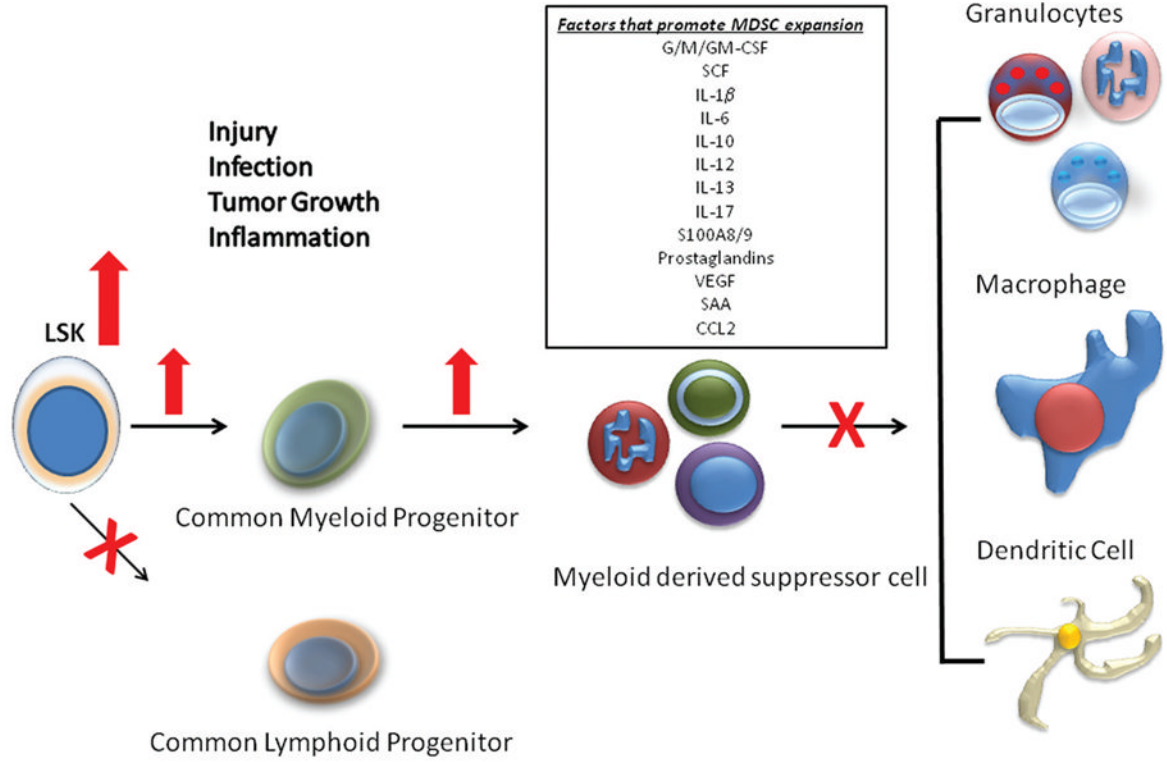 Factors that promote MDSC expansion
G/M/GM-CSF
SCF
IL-1β
IL-6
IL-10
IL-12
IL-13
IL-17
S100A8/9
Prostaglandins
VEGF
SAA
CCL2
Injury
Infection
Tumor Growth
Inflammation
LSK
Common Myeloid Progenitor
Common Lymphoid Progenitor
Myeloid derived suppressor cell
X
Granulocytes
Macrophage
Dendritic Cell